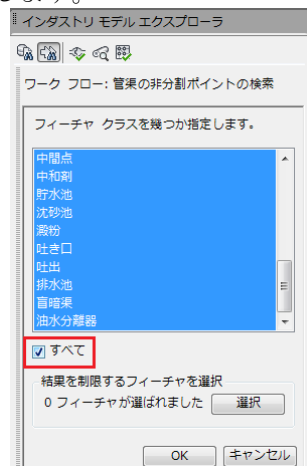 インダストリ モデル エクスプローラ
ワーク フロー: 管渠の非分割ポイントの検索
フィーチャ クラスを幾つか指定します。
中間点
中和剤
貯水池
沈砂池
澱粉
吐き口
吐出
排水池
盲暗渠
油水分離器
すべて
結果を制限するフィーチャを選択
0 フィーチャが選ばれました 選択
OK キャンセル